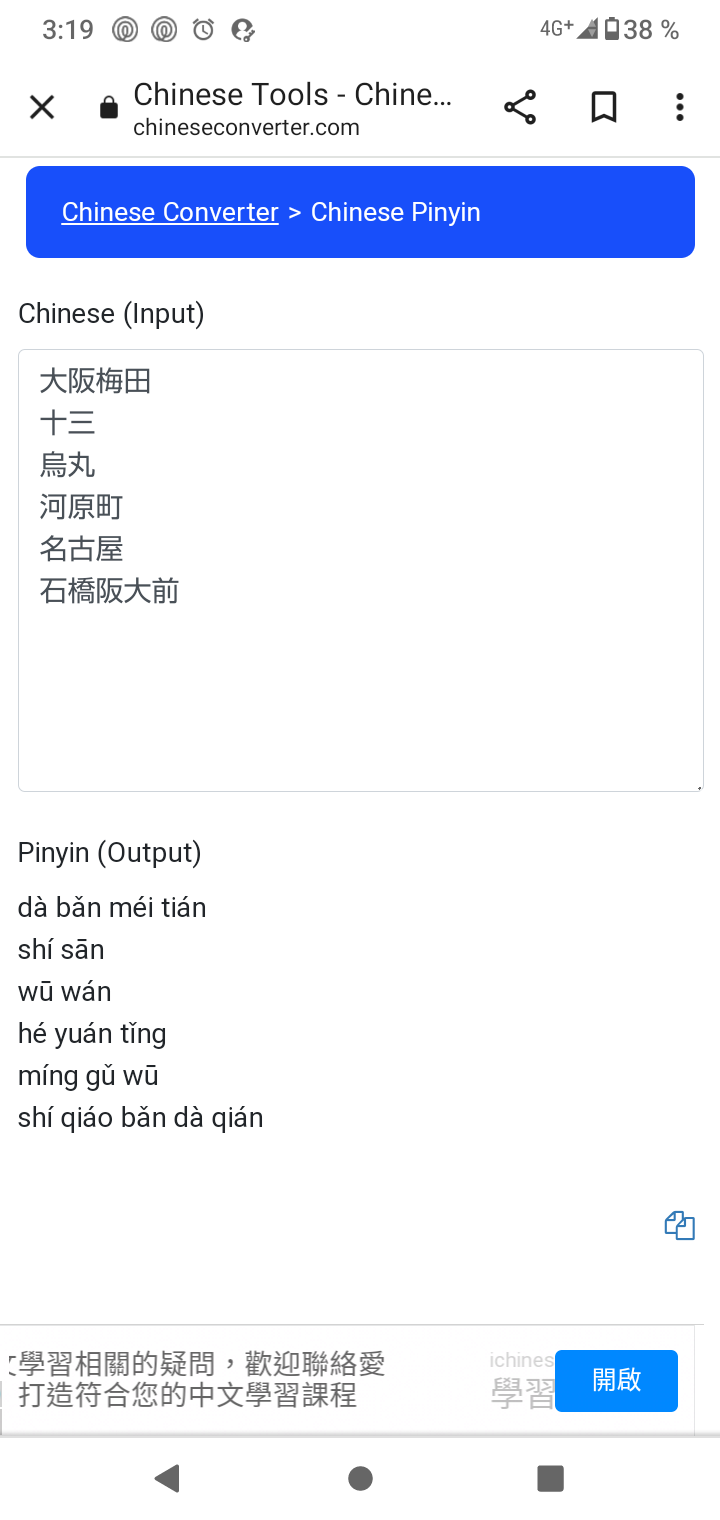 3:19 4G+ 38 %
Chinese Tools - Chine...
chineseconverter.com
Chinese Converter > Chinese Pinyin
Chinese (Input)
大阪梅田
十三
烏丸
河原町
名古屋
石橋阪大前
Pinyin (Output)
dà bǎn méi tián
shí sān
wū wán
hé yuán tǐng
míng gǔ wū
shí qiáo bǎn dà qián
學習相關的疑問，歡迎聯絡愛
打造符合您的中文學習課程
ichines
學習
開啟